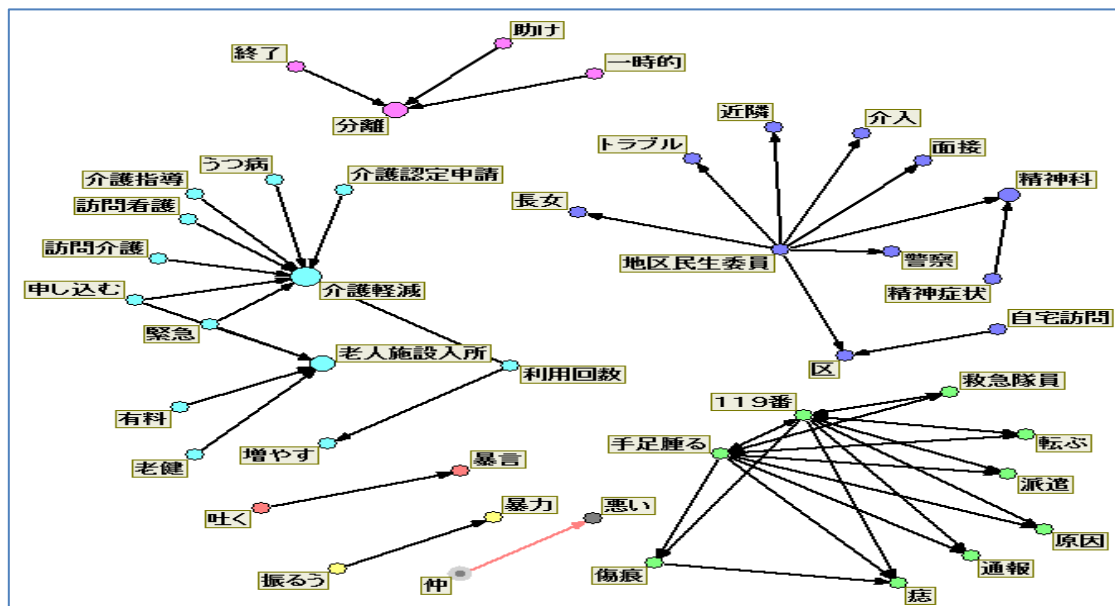 助け
終了
一時的
分離
近隣
介入
トラブル
面接
うつ病
介護指導
介護認定申請
精神科
訪問看護
長女
訪問介護
地区民生委員
警察
申し込む
介護軽減
精神症状
緊急
自宅訪問
老人施設入所
利用回数
区
救急隊員
119番
有料
手足腫る
転ぶ
老健
増やす
暴言
派遣
吐く
暴力
悪い
原因
振るう
仲
傷痕
通報
痣